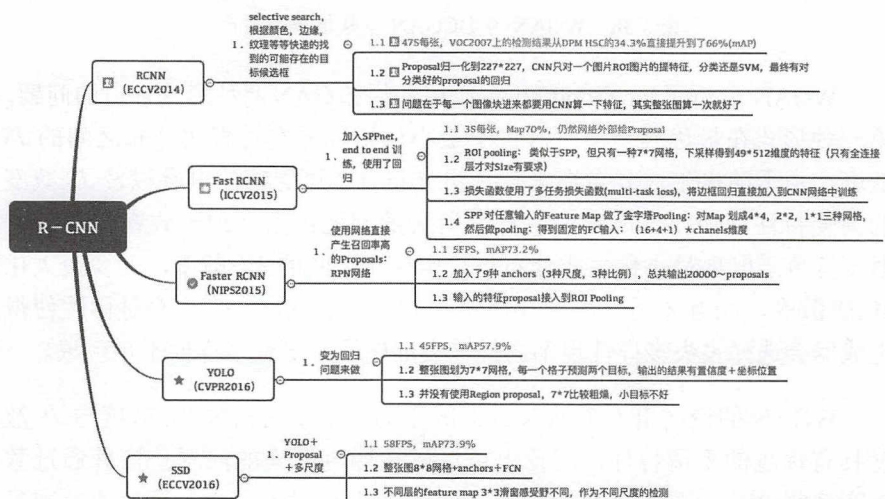 R－CNN
RCNN
(ECCV2014)
selective search,
根据颜色，边缘，
1. 纹理等等快速的找
到的可能存在的目
标候选框
1.1 47S每张，VOC2007上的检测结果从DPM HSC的34.3%直接提升到了66%(mAP)
1.2 Proposal归一化到227*227，CNN只对一个图片ROI图片的提特征，分类还是SVM，最终有对
分类好的proposal的回归
1.3 问题在于每一个图像块进来都要用CNN算一下特征，其实整张图算一次就好了
Fast RCNN
(ICCV2015)
加入SPPnet,
1. end to end 训
练，使用了回
归
1.1 3S每张，Map70%，仍然网络外部给Proposal
1.2 ROI pooling：类似于SPP，但只有一种7*7网格，下采样得到49*512维度的特征（只有全连接
层才对Size有要求）
1.3 损失函数使用了多任务损失函数(multi-task loss)，将边框回归直接加入到CNN网络中训练
1.4 SPP 对任意输入的Feature Map 做了金字塔Pooling：对Map 划成4*4，2*2，1*1三种网格，
然后做pooling：得到固定的FC输入：（16+4+1）*chanels维度
Faster RCNN
(NIPS2015)
使用网络直接
1. 产生召回率高
的Proposals：
RPN网络
1.1 5FPS，mAP73.2%
1.2 加入了9种 anchors（3种尺度，3种比例），总共输出20000～proposals
1.3 输入的特征proposal接入到ROI Pooling
YOLO
(CVPR2016)
1. 变为回归
问题来做
1.1 45FPS，mAP57.9%
1.2 整张图划为7*7网格，每一个格子预测两个目标，输出的结果有置信度＋坐标位置
1.3 并没有使用Region proposal，7*7比较粗燥，小目标不好
SSD
(ECCV2016)
YOLO＋
1. Proposal
＋多尺度
1.1 58FPS，mAP73.9%
1.2 整张图8*8网格+anchors＋FCN
1.3 不同层的feature map 3*3滑窗感受野不同，作为不同尺度的检测